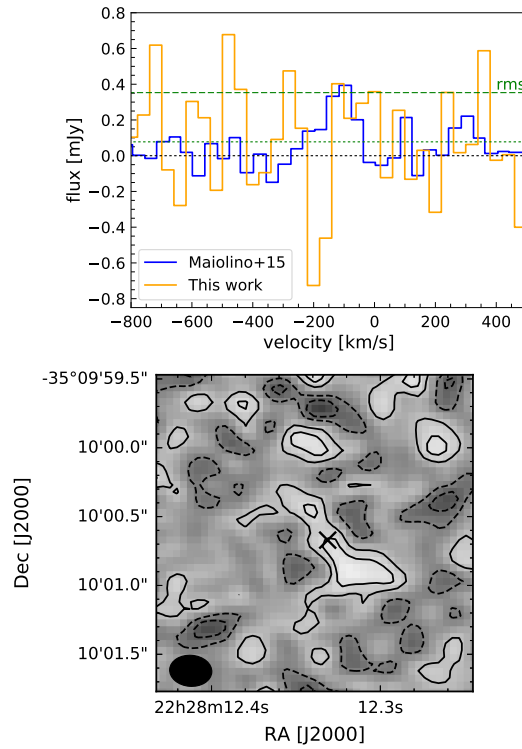 0.8
0.6
0.4
0.2
0.0
−0.2
−0.4
−0.6
−0.8
flux [mJy]
rms
Maiolino+15
This work
−800 −600 −400 −200 0 200 400
velocity [km/s]
-35°09'59.5"
10'00.0"
10'00.5"
10'01.0"
10'01.5"
Dec [J2000]
22h28m12.4s 12.3s
RA [J2000]